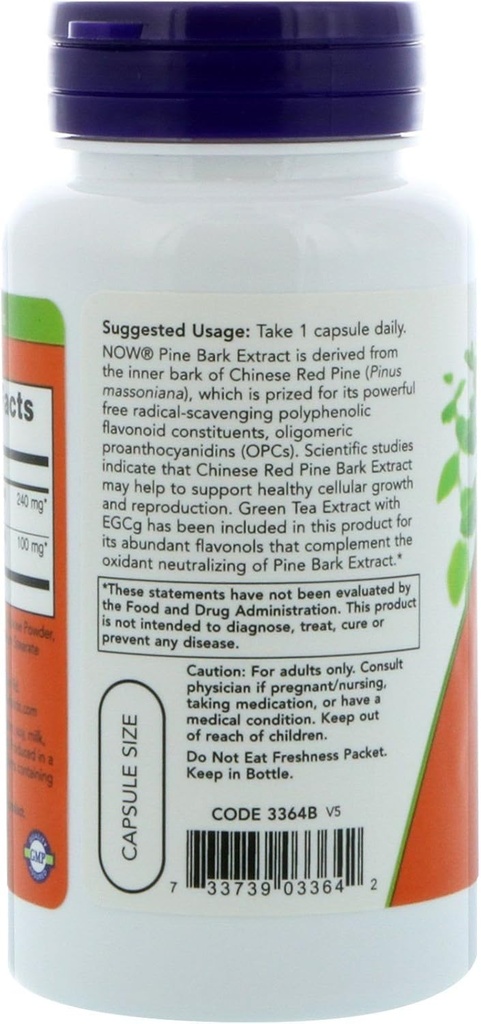 Suggested Usage: Take 1 capsule daily.
NOW® Pine Bark Extract is derived from
the inner bark of Chinese Red Pine (Pinus
massoniana), which is prized for its powerful
free radical-scavenging polyphenolic
flavonoid constituents, oligomeric
proanthocyanidins (OPCs). Scientific studies
indicate that Chinese Red Pine Bark Extract
may help to support healthy cellular growth
and reproduction. Green Tea Extract with
EGCg has been included in this product for
its abundant flavonols that complement the
oxidant neutralizing of Pine Bark Extract.*
*These statements have not been evaluated by
the Food and Drug Administration. This product
is not intended to diagnose, treat, cure or
prevent any disease.
Caution: For adults only. Consult
physician if pregnant/nursing,
taking medication, or have a
medical condition. Keep out
of reach of children.
Do Not Eat Freshness Packet.
Keep in Bottle.
CAPSULE SIZE
CODE 3364B V5
7 33739 03364 2
acts
240 mg*
100 mg*
Powder,
milk,
in a
containing
GMP